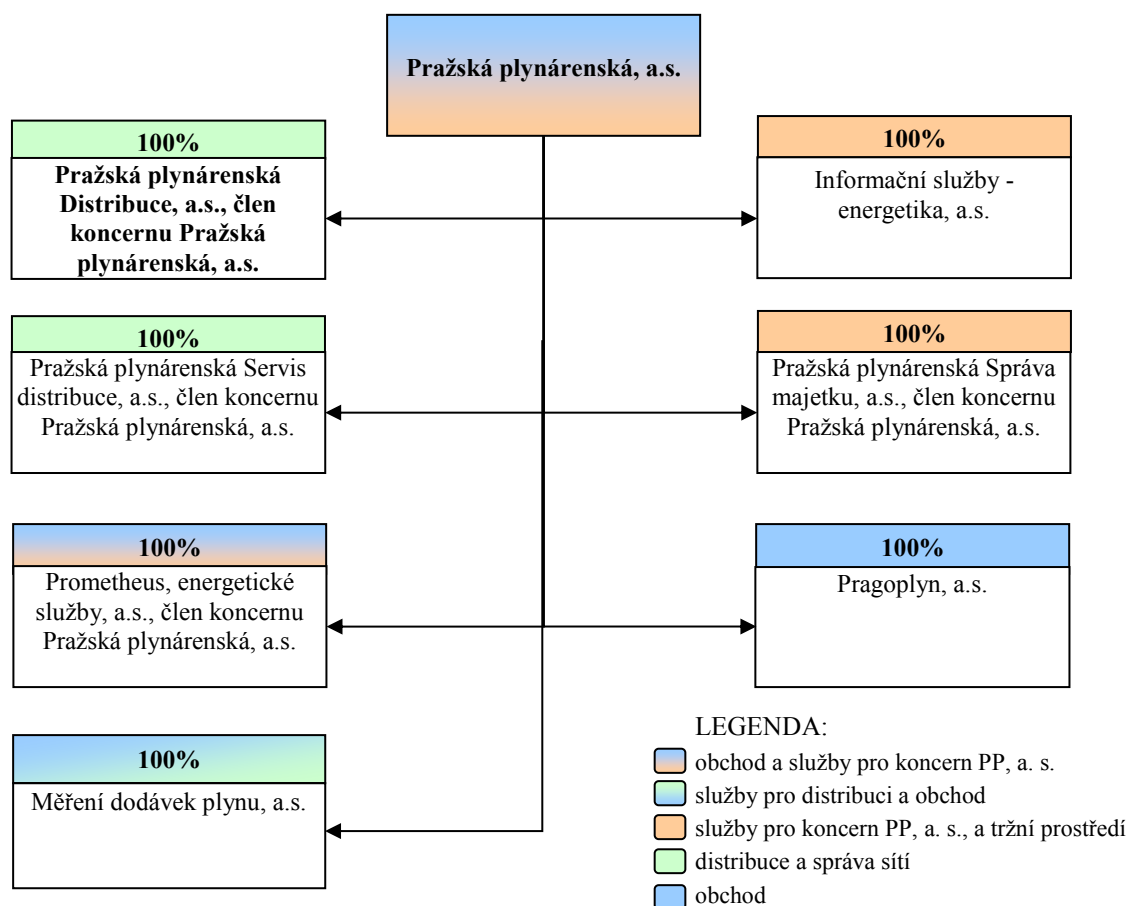 Pražská plynárenská, a.s.
100%
Pražská plynárenská
Distribuce, a.s., člen
koncernu Pražská
plynárenská, a.s.
100%
Informační služby -
energetika, a.s.
100%
Pražská plynárenská Servis
distribuce, a.s., člen koncernu
Pražská plynárenská, a.s.
100%
Pražská plynárenská Správa
majetku, a.s., člen koncernu
Pražská plynárenská, a.s.
100%
Prometheus, energetické
služby, a.s., člen koncernu
Pražská plynárenská, a.s.
100%
Pragoplyn, a.s.
100%
Měření dodávek plynu, a.s.
LEGENDA:
obchod a služby pro koncern PP, a. s.
služby pro distribuci a obchod
služby pro koncern PP, a. s., a tržní prostředí
distribuce a správa sítí
obchod